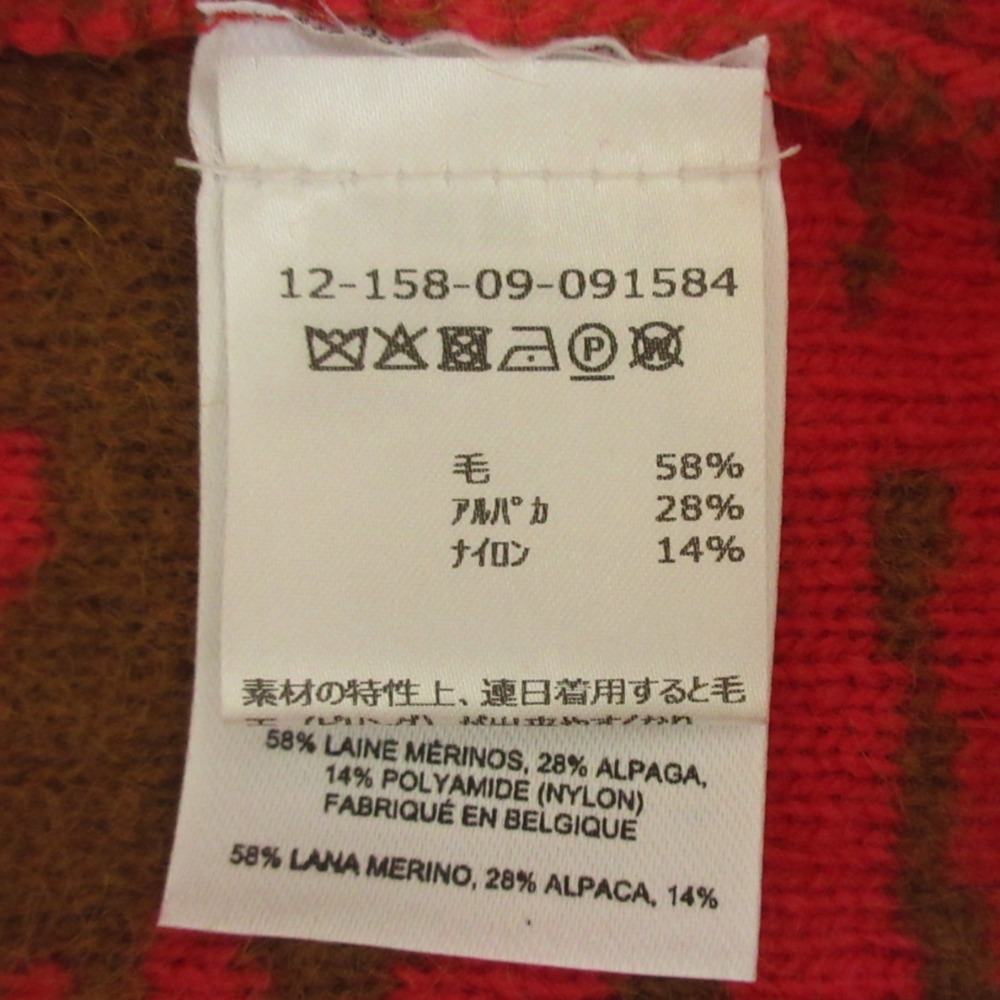 12-158-09-091584
P W
毛 58%
アルパカ 28%
ナイロン 14%
素材の特性上、連日着用すると毛
58% LAINE MÉRINOS, 28% ALPAGA,
14% POLYAMIDE (NYLON)
FABRIQUÉ EN BELGIQUE
58% LANA MERINO, 28% ALPACA, 14%